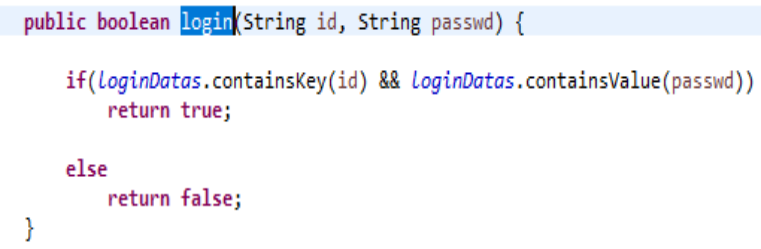 public boolean login(String id, String passwd) {
if(loginDatas.containsKey(id) && loginDatas.containsValue(passwd))
return true;
else
return false;
}